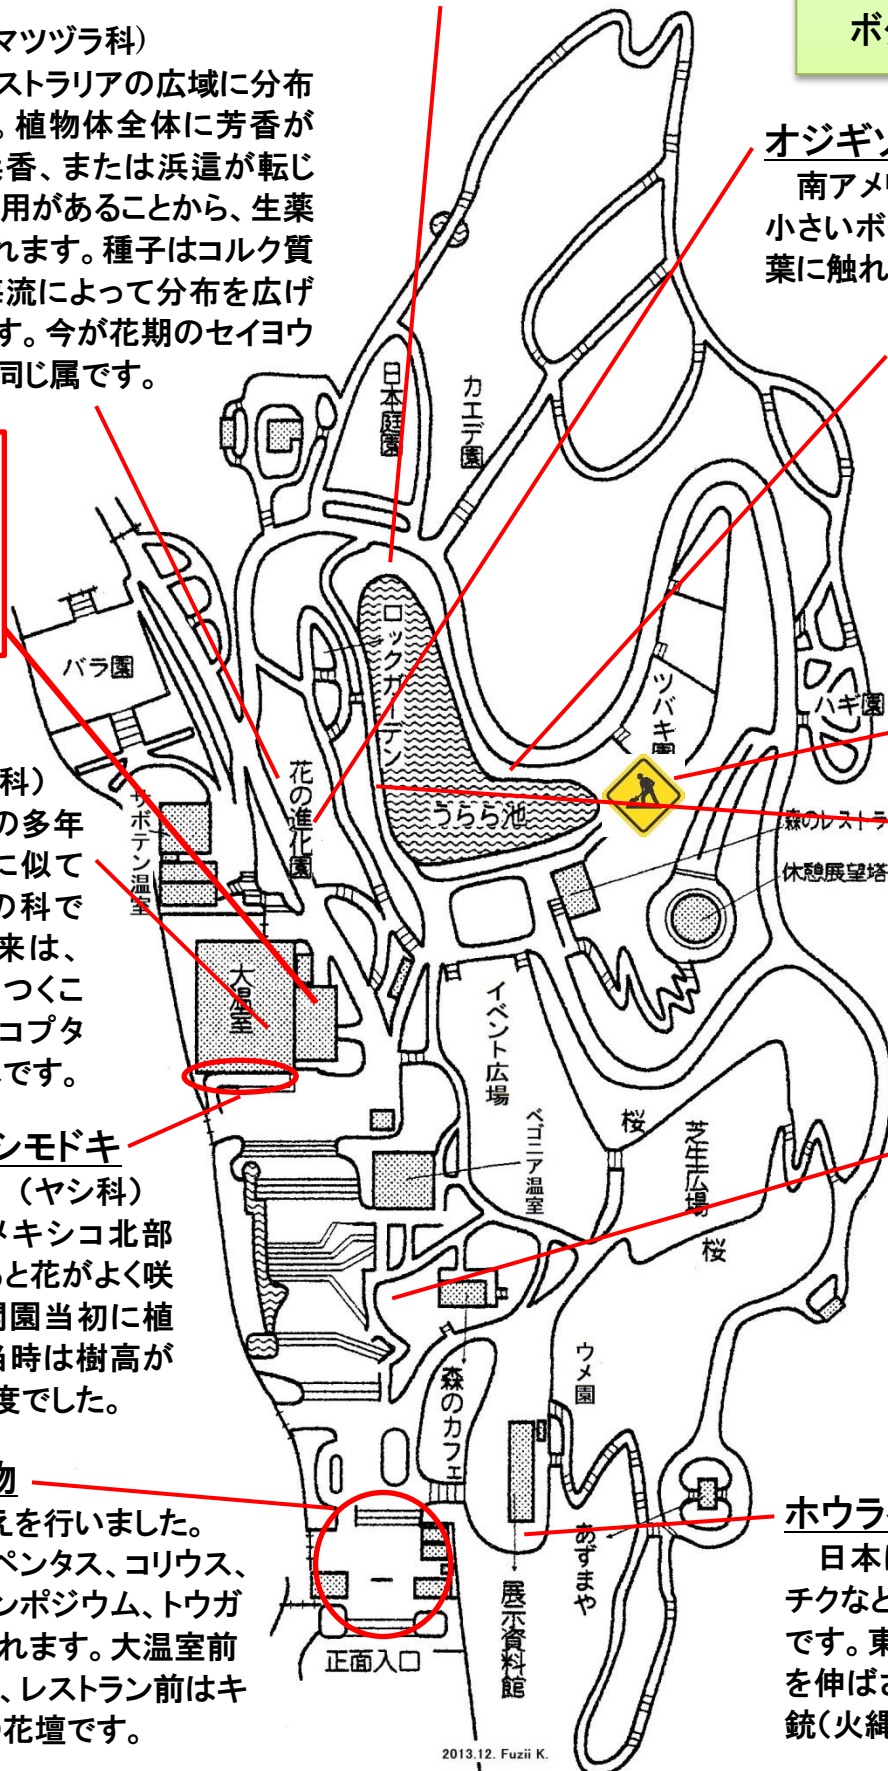 ボタ
マツヅラ科）
ストラリアの広域に分布
。植物体全体に芳香が
香、または浜這が転じ
用があることから、生薬
れます。種子はコルク質
流によって分布を広げ
す。今が花期のセイヨウ
同じ属です。
オジギソ
南アメリ
小さいボ
葉に触れ
日本庭園
カエデ園
バラ園
ロックガーデン
ツバキ園
ハギ園
うらら池
花の進化園
サボテン温室
森のレストラ
休憩展望塔
科）
の多年
に似て
の科で
来は、
つくこ
コプタ
です。
大温室
イベント広場
ベゴニア温室
桜
芝生広場
桜
シモドキ
（ヤシ科）
メキシコ北部
ると花がよく咲
開園当初に植
当時は樹高が
度でした。
森のカフェ
ウメ園
あずまや
展示資料館
正面入口
物
えを行いました。
ペンタス、コリウス、
ンポジウム、トウガ
れます。大温室前
、レストラン前はキ
の花壇です。
ホウラ
日本に
チクなと
です。東
を伸ばさ
銃（火縄
2013.12. Fuzii K.